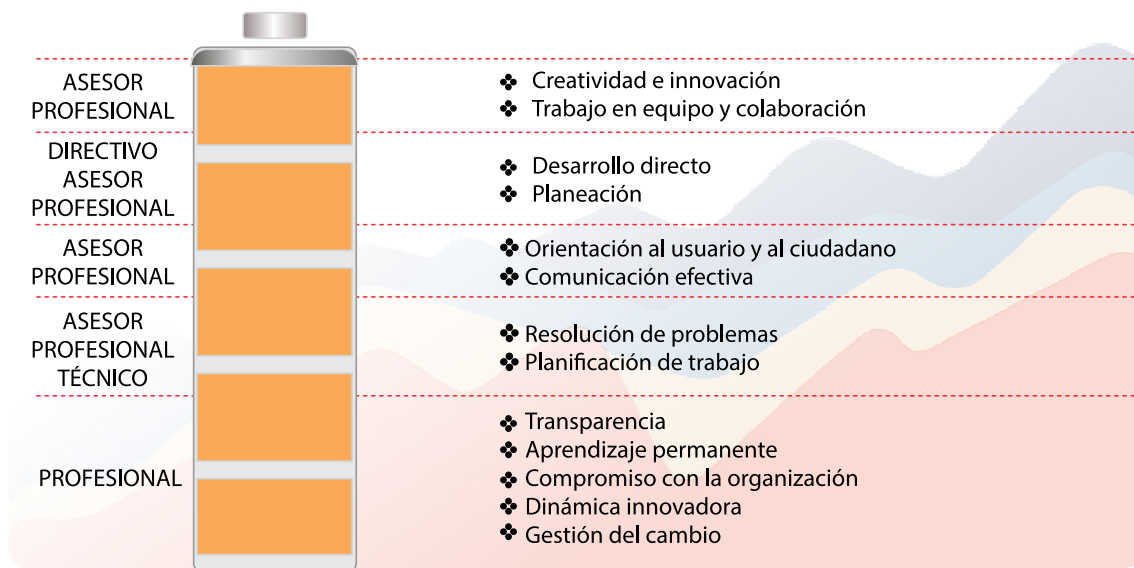 ASESOR
PROFESIONAL
❖ Creatividad e innovación
❖ Trabajo en equipo y colaboración
DIRECTIVO
ASESOR
PROFESIONAL
❖ Desarrollo directo
❖ Planeación
ASESOR
PROFESIONAL
❖ Orientación al usuario y al ciudadano
❖ Comunicación efectiva
ASESOR
PROFESIONAL
TÉCNICO
❖ Resolución de problemas
❖ Planificación de trabajo
PROFESIONAL
❖ Transparencia
❖ Aprendizaje permanente
❖ Compromiso con la organización
❖ Dinámica innovadora
❖ Gestión del cambio